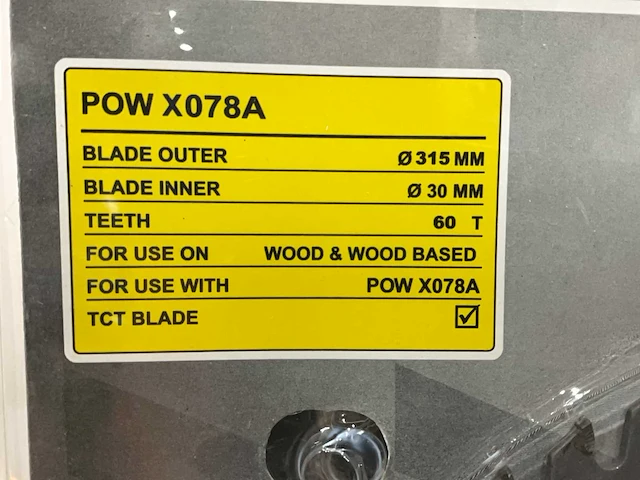 POW X078A
BLADE OUTER Ø 315 MM
BLADE INNER Ø 30 MM
TEETH 60 T
FOR USE ON WOOD & WOOD BASED
FOR USE WITH POW X078A
TCT BLADE ☑